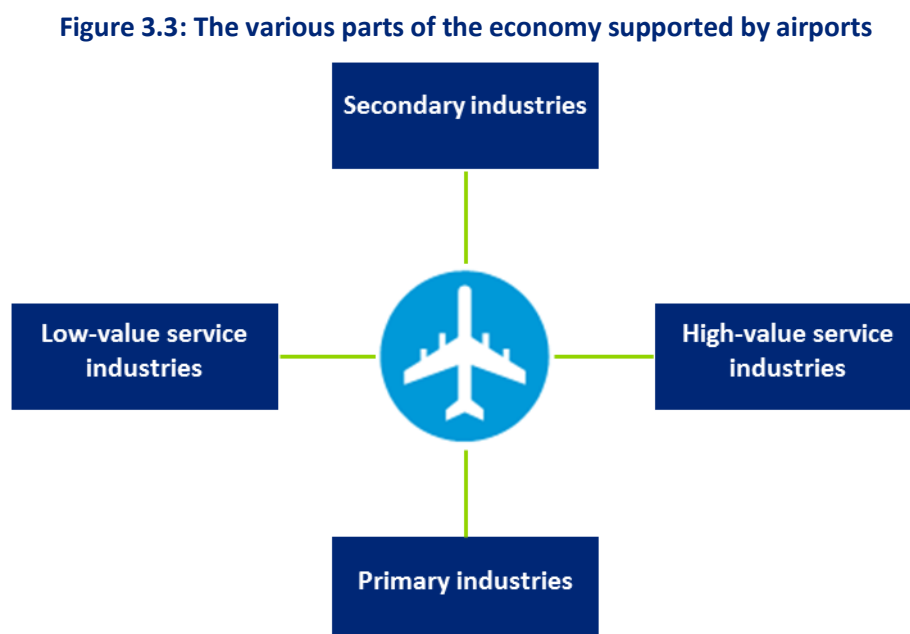 Figure 3.3: The various parts of the economy supported by airports
Secondary industries
Low-value service
industries
High-value service
industries
Primary industries